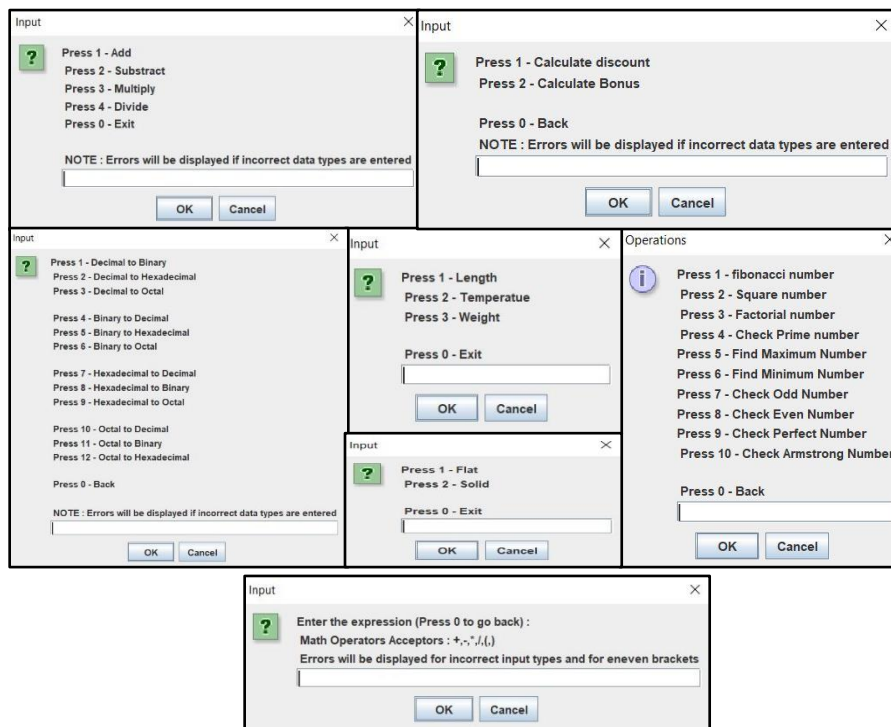 Input
Press 1 - Add
Press 2 - Substract
Press 3 - Multiply
Press 4 - Divide
Press 0 - Exit
NOTE : Errors will be displayed if incorrect data types are entered
OK Cancel
Input
Press 1 - Calculate discount
Press 2 - Calculate Bonus
Press 0 - Back
NOTE : Errors will be displayed if incorrect data types are entered
OK Cancel
Input
Press 1 - Decimal to Binary
Press 2 - Decimal to Hexadecimal
Press 3 - Decimal to Octal
Press 4 - Binary to Decimal
Press 5 - Binary to Hexadecimal
Press 6 - Binary to Octal
Press 7 - Hexadecimal to Decimal
Press 8 - Hexadecimal to Binary
Press 9 - Hexadecimal to Octal
Press 10 - Octal to Decimal
Press 11 - Octal to Binary
Press 12 - Octal to Hexadecimal
Press 0 - Back
NOTE : Errors will be displayed if incorrect data types are entered
OK Cancel
Input
Press 1 - Length
Press 2 - Temperatue
Press 3 - Weight
Press 0 - Exit
OK Cancel
Input
Press 1 - Flat
Press 2 - Solid
Press 0 - Exit
OK Cancel
Operations
Press 1 - fibonacci number
Press 2 - Square number
Press 3 - Factorial number
Press 4 - Check Prime number
Press 5 - Find Maximum Number
Press 6 - Find Minimum Number
Press 7 - Check Odd Number
Press 8 - Check Even Number
Press 9 - Check Perfect Number
Press 10 - Check Armstrong Number
Press 0 - Back
OK Cancel
Input
Enter the expression (Press 0 to go back) :
Math Operators Acceptors : +,-,*,/,(,)
Errors will be displayed for incorrect input types and for eneven brackets
OK Cancel